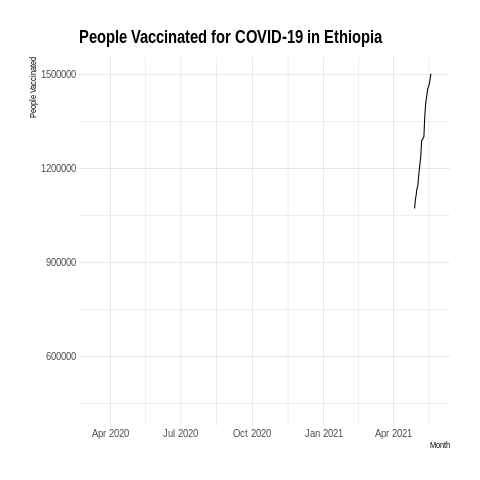 People Vaccinated for COVID-19 in Ethiopia
People Vaccinated
1500000
1200000
900000
600000
Apr 2020 Jul 2020 Oct 2020 Jan 2021 Apr 2021
Month